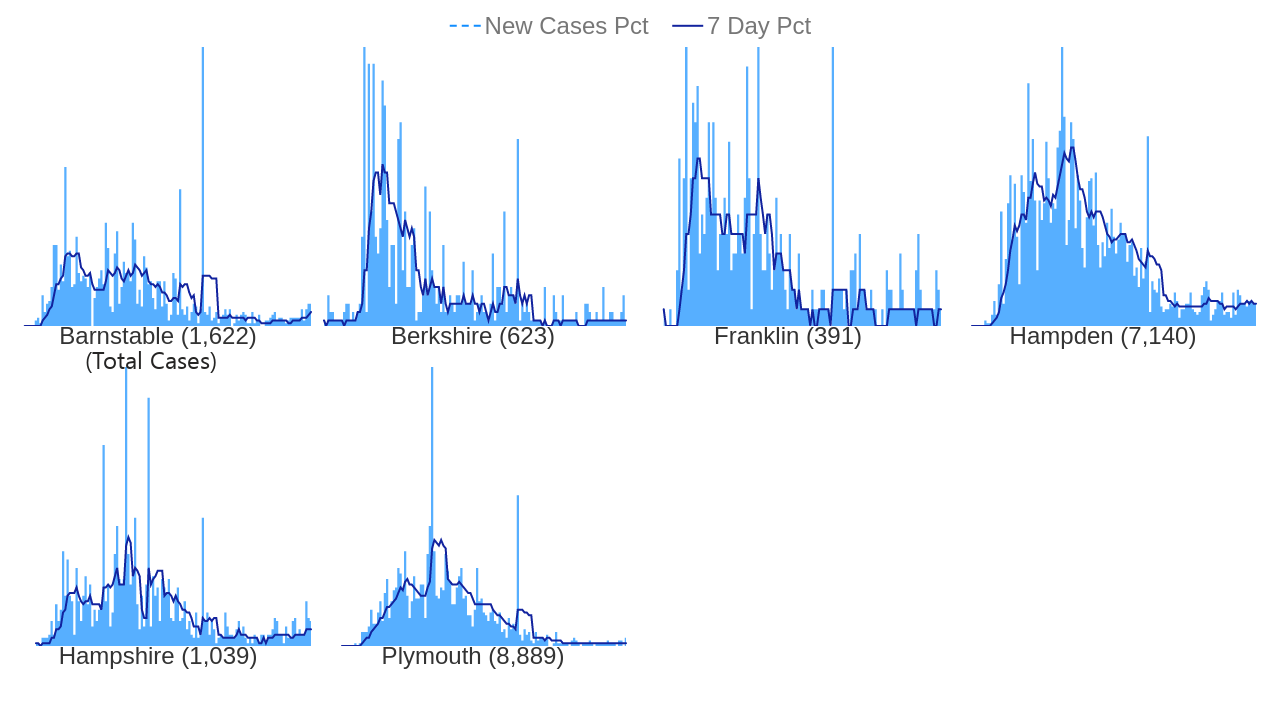 New Cases Pct 7 Day Pct
Barnstable (1,622) Berkshire (623) Franklin (391) Hampden (7,140)
(Total Cases)
Hampshire (1,039) Plymouth (8,889)